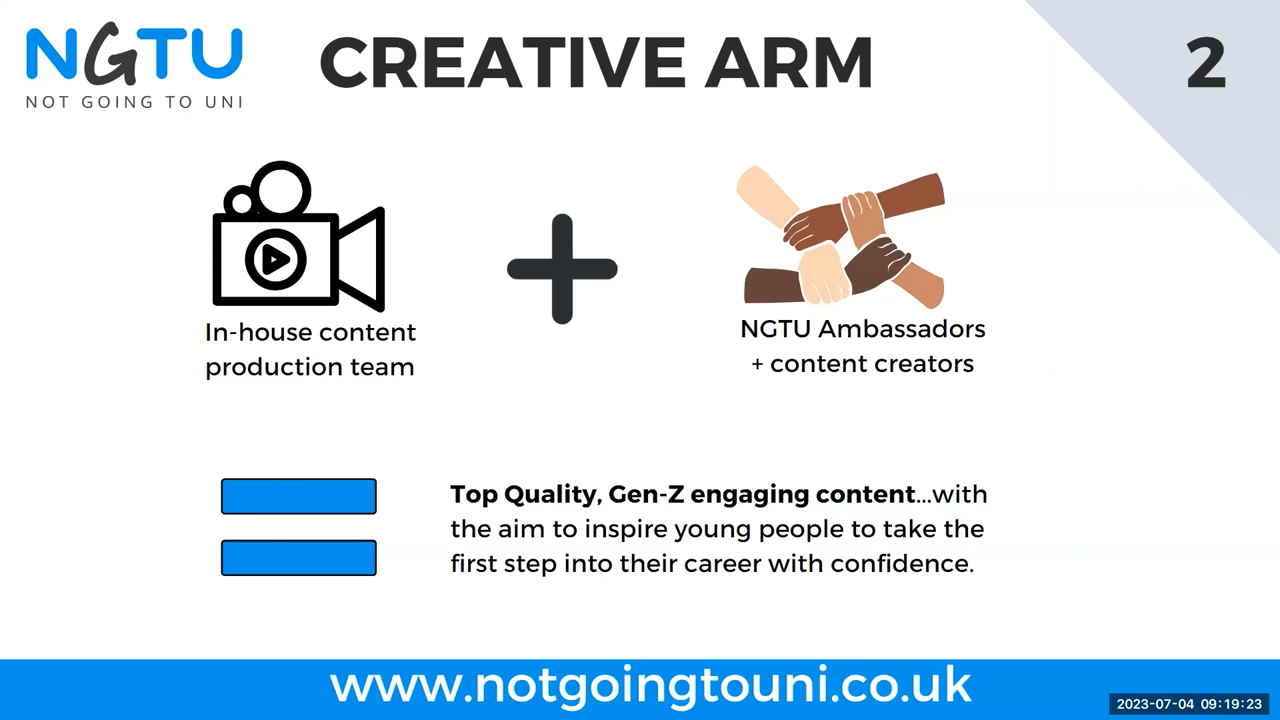 NGTU
NOT GOING TO UNI
CREATIVE ARM
2
In-house content
production team
NGTU Ambassadors
+ content creators
Top Quality, Gen-Z engaging content...with
the aim to inspire young people to take the
first step into their career with confidence.
www.notgoingtouni.co.uk
2023-07-04 09:19:23